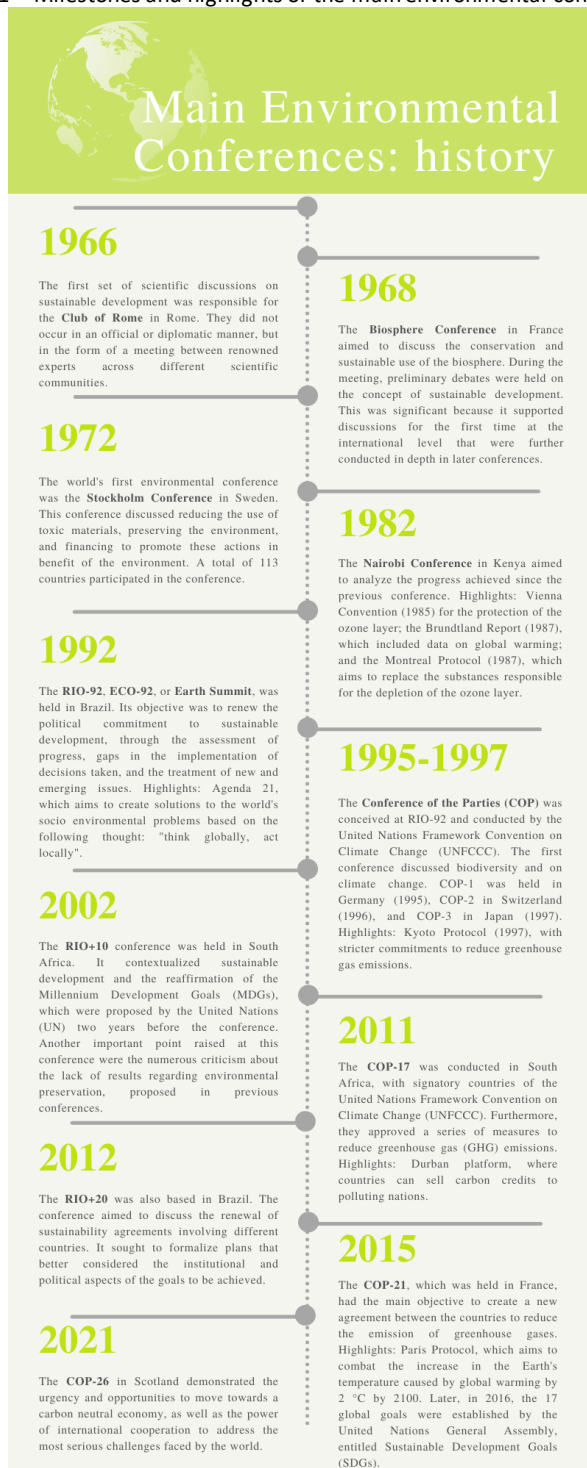 Milestones and highlights of the main environmental con
Main Environmental
Conferences: history
1966
The first set of scientific discussions on
sustainable development was responsible for
the Club of Rome in Rome. They did not
occur in an official or diplomatic manner, but
in the form of a meeting between renowned
experts across different scientific
communities.
1968
The Biosphere Conference in France
aimed to discuss the conservation and
sustainable use of the biosphere. During the
meeting, preliminary debates were held on
the concept of sustainable development.
This was significant because it supported
discussions for the first time at the
international level that were further
conducted in depth in later conferences.
1972
The world's first environmental conference
was the Stockholm Conference in Sweden.
This conference discussed reducing the use of
toxic materials, preserving the environment,
and financing to promote these actions in
benefit of the environment. A total of 113
countries participated in the conference.
1982
The Nairobi Conference in Kenya aimed
to analyze the progress achieved since the
previous conference. Highlights: Vienna
Convention (1985) for the protection of the
ozone layer; the Brundtland Report (1987),
which included data on global warming;
and the Montreal Protocol (1987), which
aims to replace the substances responsible
for the depletion of the ozone layer.
1992
The RIO-92, ECO-92, or Earth Summit, was
held in Brazil. Its objective was to renew the
political commitment to sustainable
development, through the assessment of
progress, gaps in the implementation of
decisions taken, and the treatment of new and
emerging issues. Highlights: Agenda 21,
which aims to create solutions to the world's
socio environmental problems based on the
following thought: "think globally, act
locally".
1995-1997
The Conference of the Parties (COP) was
conceived at RIO-92 and conducted by the
United Nations Framework Convention on
Climate Change (UNFCCC). The first
conference discussed biodiversity and on
climate change. COP-1 was held in
Germany (1995), COP-2 in Switzerland
(1996), and COP-3 in Japan (1997).
Highlights: Kyoto Protocol (1997), with
stricter commitments to reduce greenhouse
gas emissions.
2002
The RIO+10 conference was held in South
Africa. It contextualized sustainable
development and the reaffirmation of the
Millennium Development Goals (MDGs),
which were proposed by the United Nations
(UN) two years before the conference.
Another important point raised at this
conference were the numerous criticism about
the lack of results regarding environmental
preservation, proposed in previous
conferences.
2011
The COP-17 was conducted in South
Africa, with signatory countries of the
United Nations Framework Convention on
Climate Change (UNFCCC). Furthermore,
they approved a series of measures to
reduce greenhouse gas (GHG) emissions.
Highlights: Durban platform, where
countries can sell carbon credits to
polluting nations.
2012
The RIO+20 was also based in Brazil. The
conference aimed to discuss the renewal of
sustainability agreements involving different
countries. It sought to formalize plans that
better considered the institutional and
political aspects of the goals to be achieved.
2015
The COP-21, which was held in France,
had the main objective to create a new
agreement between the countries to reduce
the emission of greenhouse gases.
Highlights: Paris Protocol, which aims to
combat the increase in the Earth's
temperature caused by global warming by
2 °C by 2100. Later, in 2016, the 17
global goals were established by the
United Nations General Assembly,
entitled Sustainable Development Goals
(SDGs).
2021
The COP-26 in Scotland demonstrated the
urgency and opportunities to move towards a
carbon neutral economy, as well as the power
of international cooperation to address the
most serious challenges faced by the world.